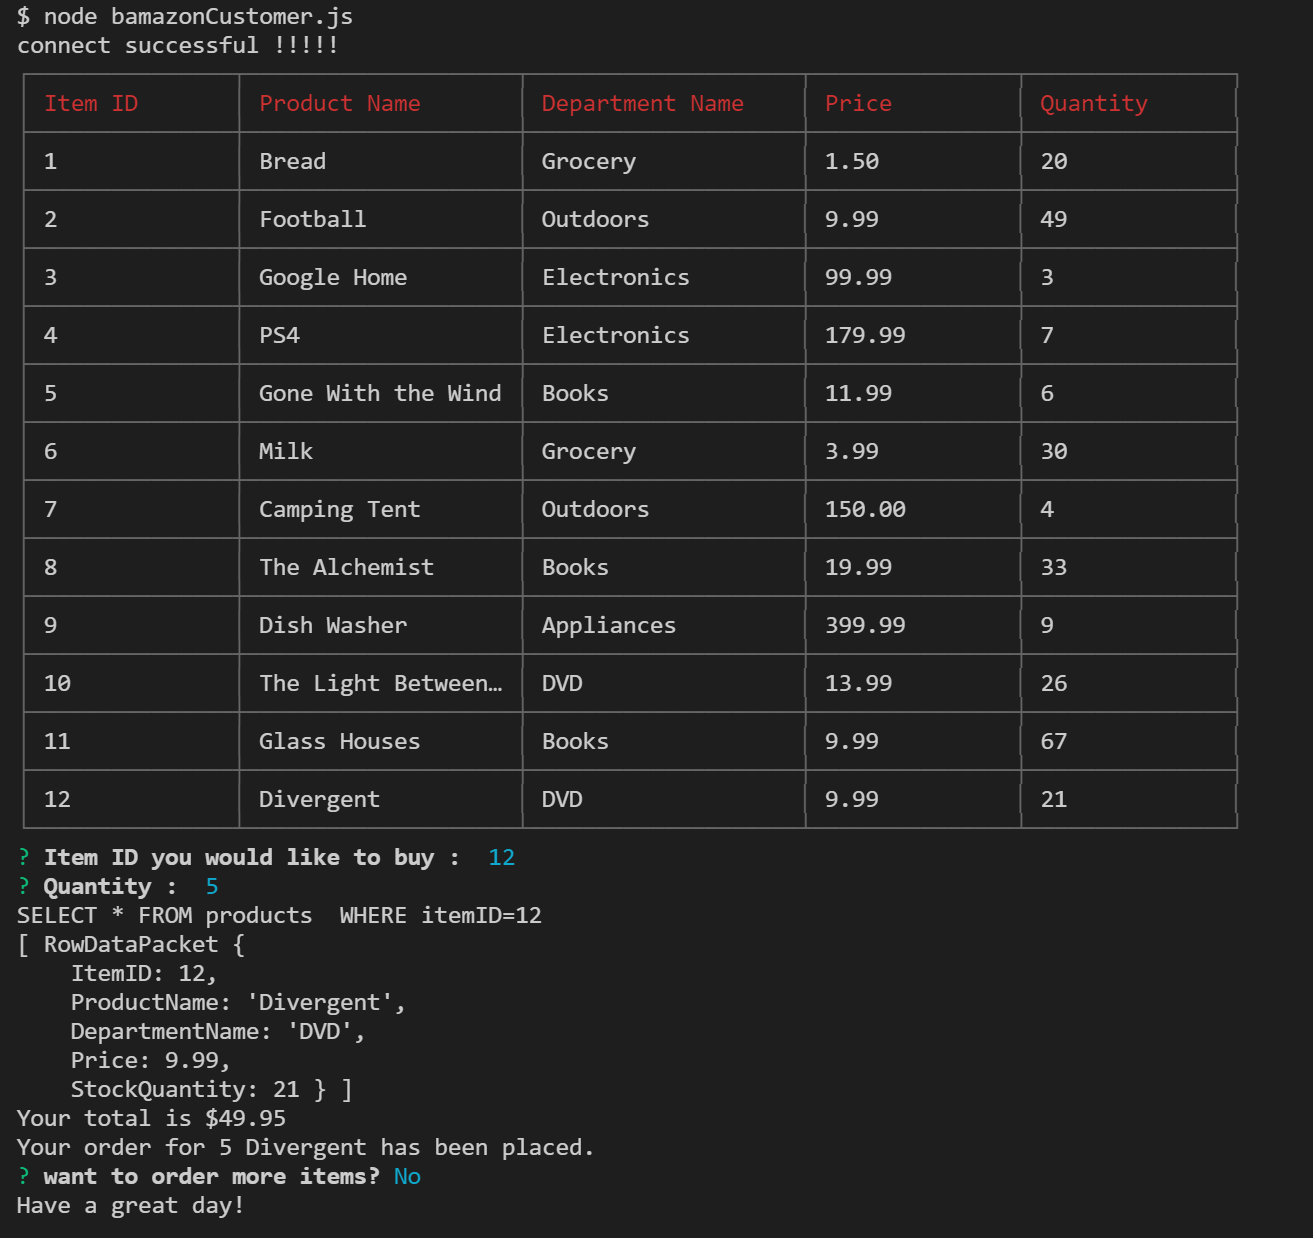 $ node bamazonCustomer.js
connect successful !!!!!
Item ID Product Name Department Name Price Quantity
1 Bread Grocery 1.50 20
2 Football Outdoors 9.99 49
3 Google Home Electronics 99.99 3
4 PS4 Electronics 179.99 7
5 Gone With the Wind Books 11.99 6
6 Milk Grocery 3.99 30
7 Camping Tent Outdoors 150.00 4
8 The Alchemist Books 19.99 33
9 Dish Washer Appliances 399.99 9
10 The Light Between… DVD 13.99 26
11 Glass Houses Books 9.99 67
12 Divergent DVD 9.99 21
? Item ID you would like to buy :  12
? Quantity :  5
SELECT * FROM products  WHERE itemID=12
[ RowDataPacket {
    ItemID: 12,
    ProductName: 'Divergent',
    DepartmentName: 'DVD',
    Price: 9.99,
    StockQuantity: 21 } ]
Your total is $49.95
Your order for 5 Divergent has been placed.
? want to order more items? No
Have a great day!